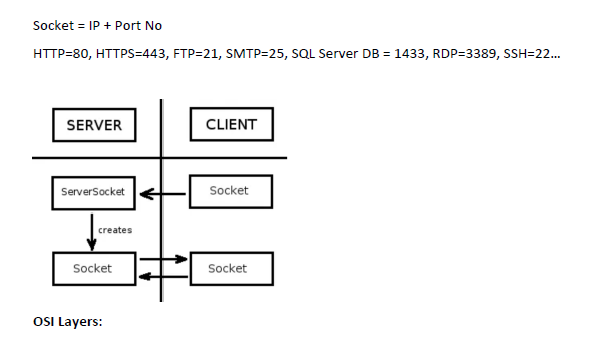 Socket = IP + Port No
HTTP=80, HTTPS=443, FTP=21, SMTP=25, SQL Server DB = 1433, RDP=3389, SSH=22...
SERVER
CLIENT
ServerSocket
Socket
creates
Socket
Socket
OSI Layers: